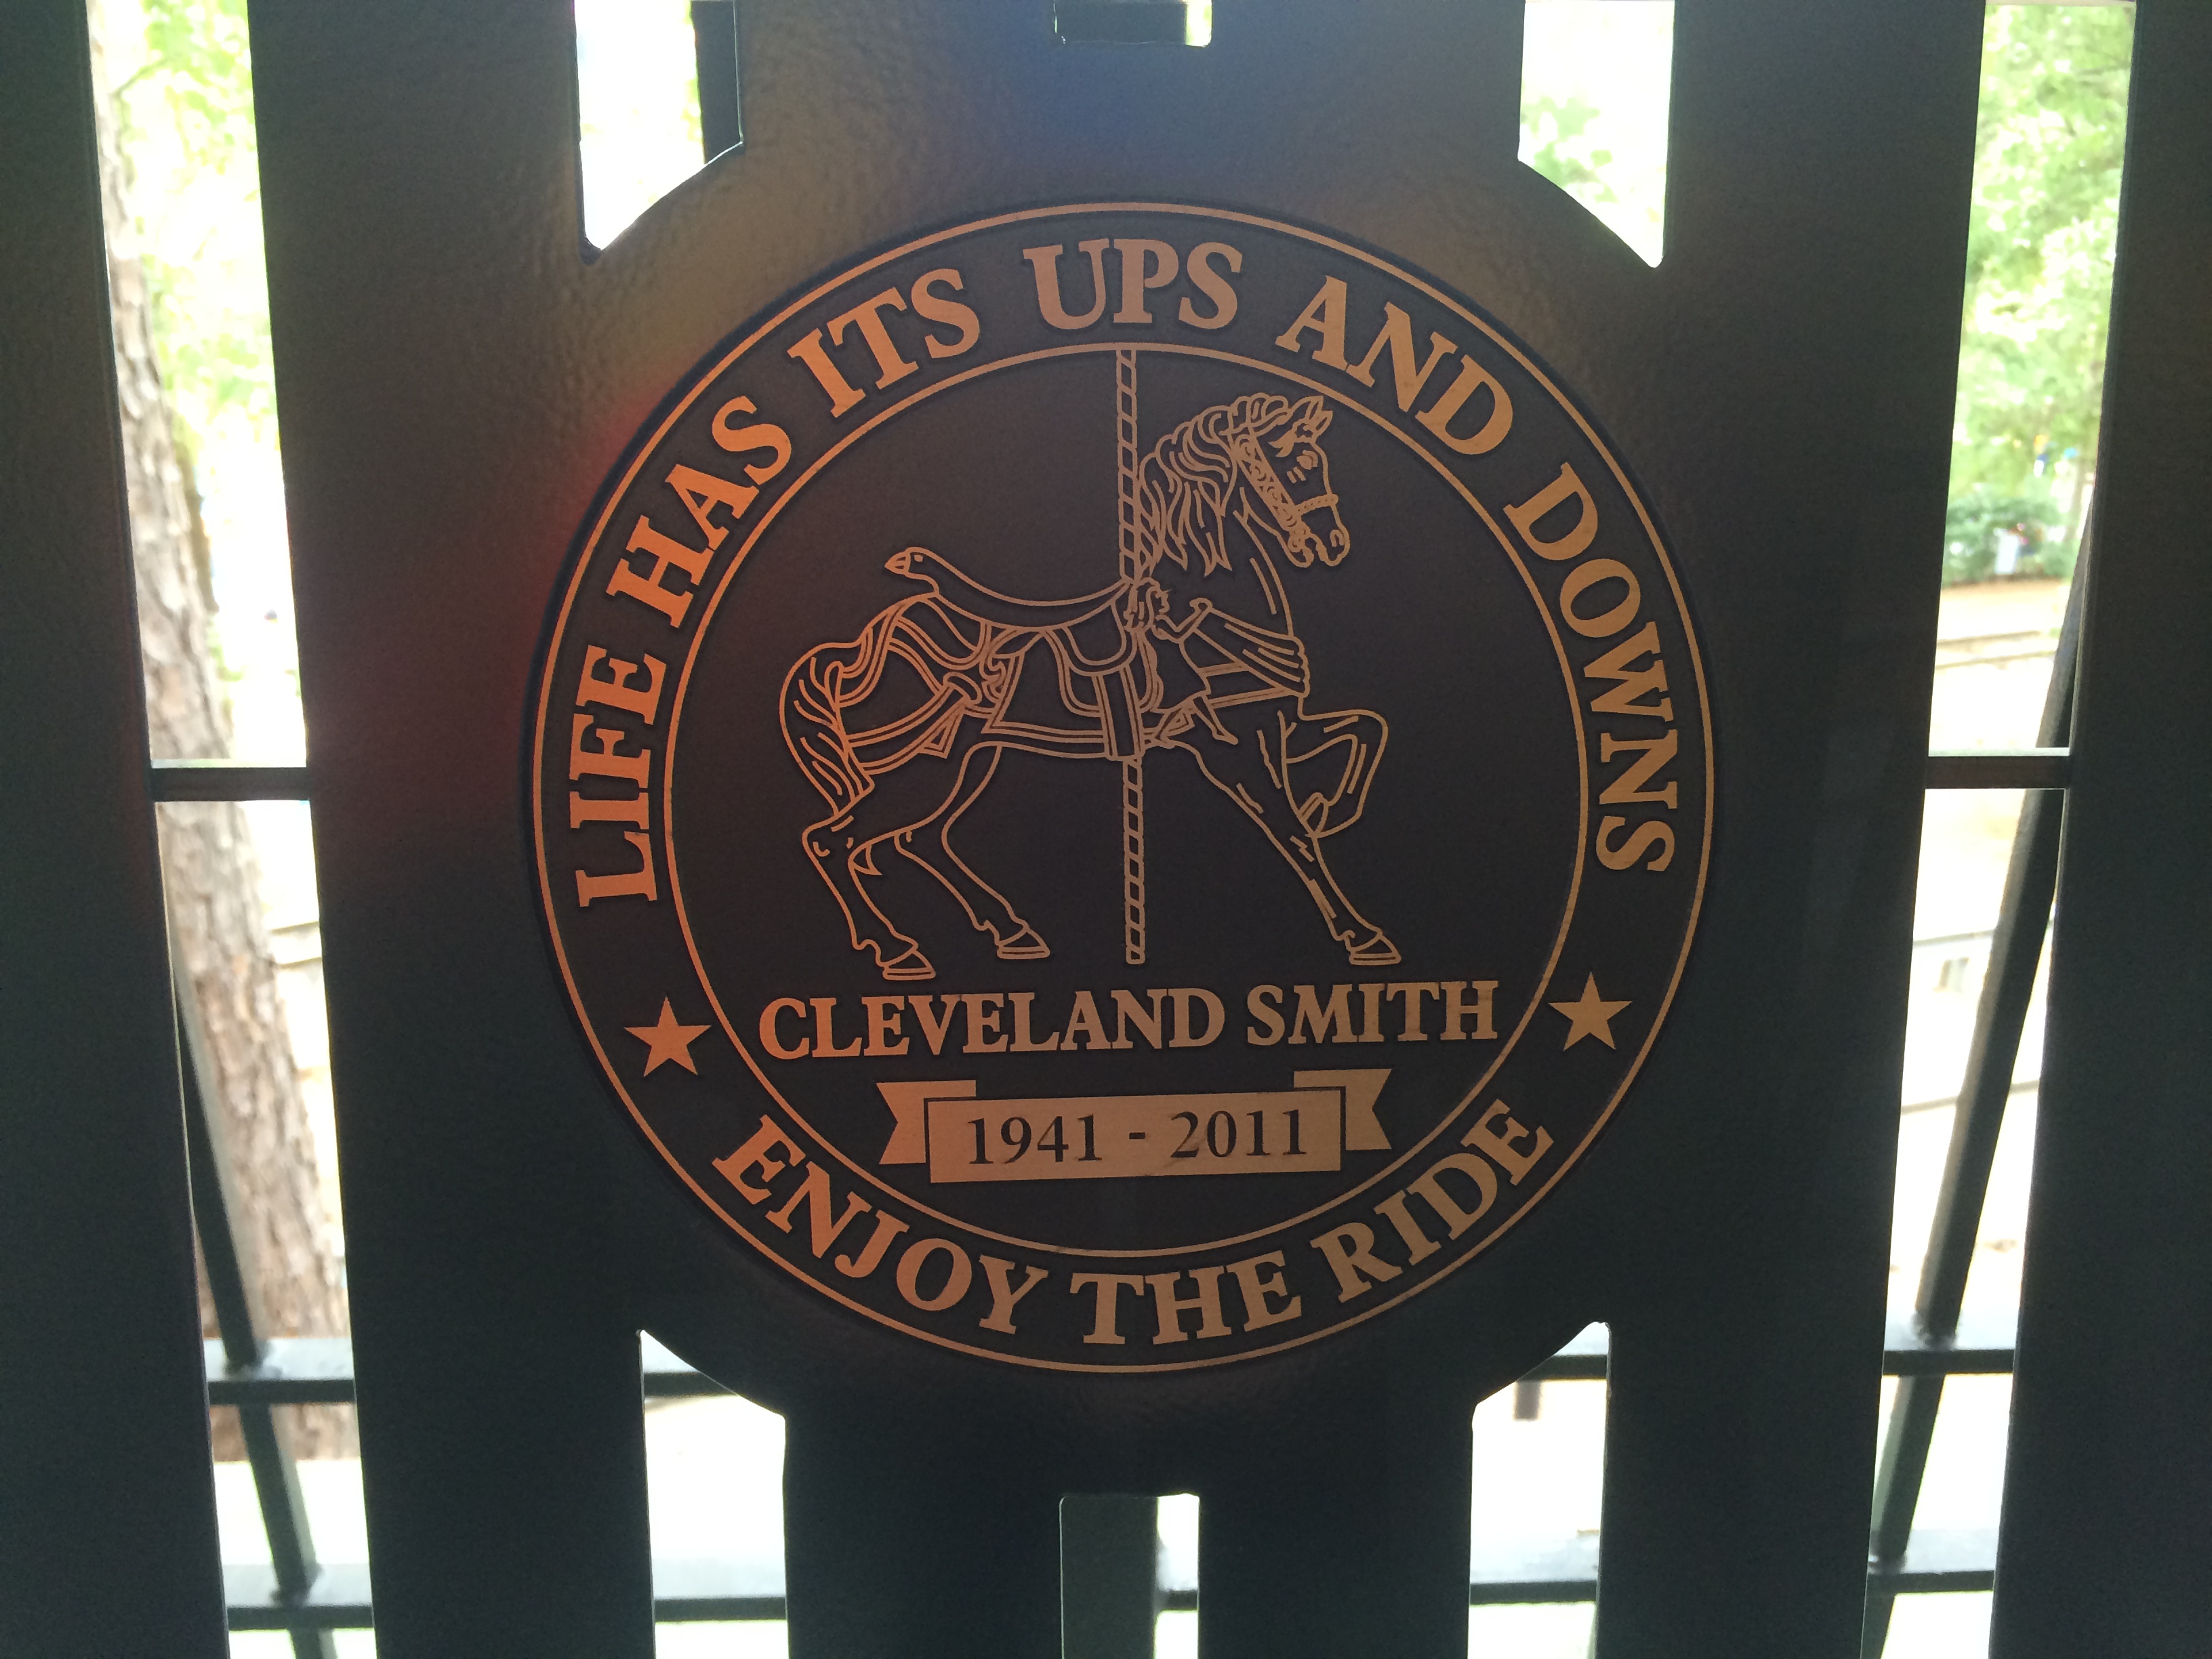 LIFE HAS ITS UPS AND DOWNS
CLEVELAND SMITH
1941 - 2011
ENJOY THE RIDE